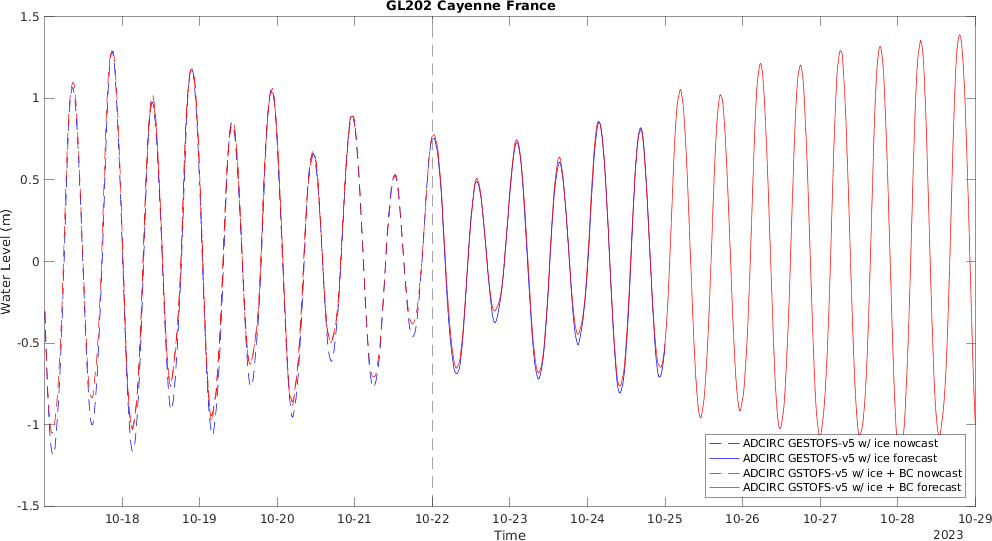 GL202 Cayenne France
1.5
1
0.5
0
-0.5
-1
-1.5
Water Level (m)
10-18 10-19 10-20 10-21 10-22 10-23 10-24 10-25 10-26 10-27 10-28 10-29
Time
2023
ADCIRC GESTOFS-v5 w/ ice nowcast
ADCIRC GESTOFS-v5 w/ ice forecast
ADCIRC GSTOFS-v5 w/ ice + BC nowcast
ADCIRC GSTOFS-v5 w/ ice + BC forecast